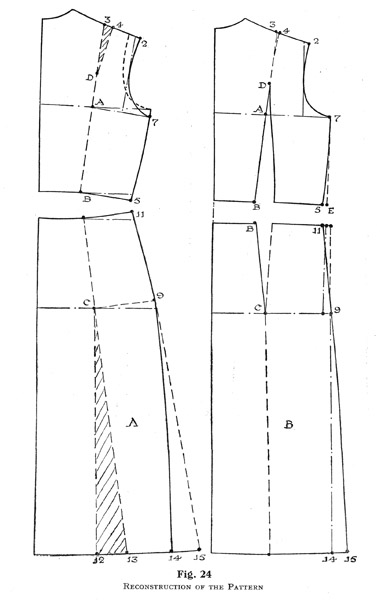 3 4 2
D
A 7
B 5
11
C 9
A
12 13 14 15
3 4 2
D
A 7
B 5 E
B 11
C 9
B
14 15
Fig. 24
RECONSTRUCTION OF THE PATTERN